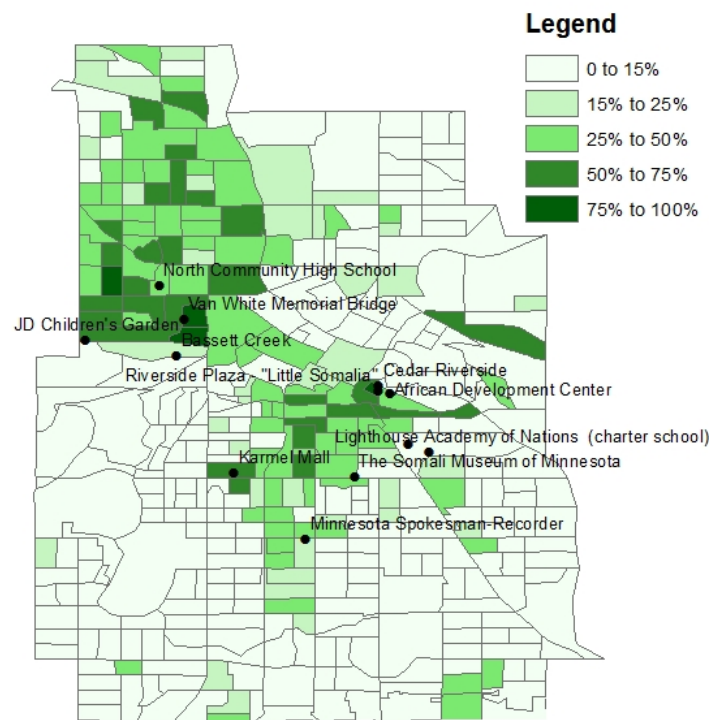 Legend
0 to 15%
15% to 25%
25% to 50%
50% to 75%
75% to 100%
North Community High School
Van White Memorial Bridge
JD Children's Garden
Bassett Creek
Riverside Plaza - "Little Somalia"
Cedar Riverside
African Development Center
Lighthouse Academy of Nations (charter school)
Karmel Mall
The Somali Museum of Minnesota
Minnesota Spokesman-Recorder